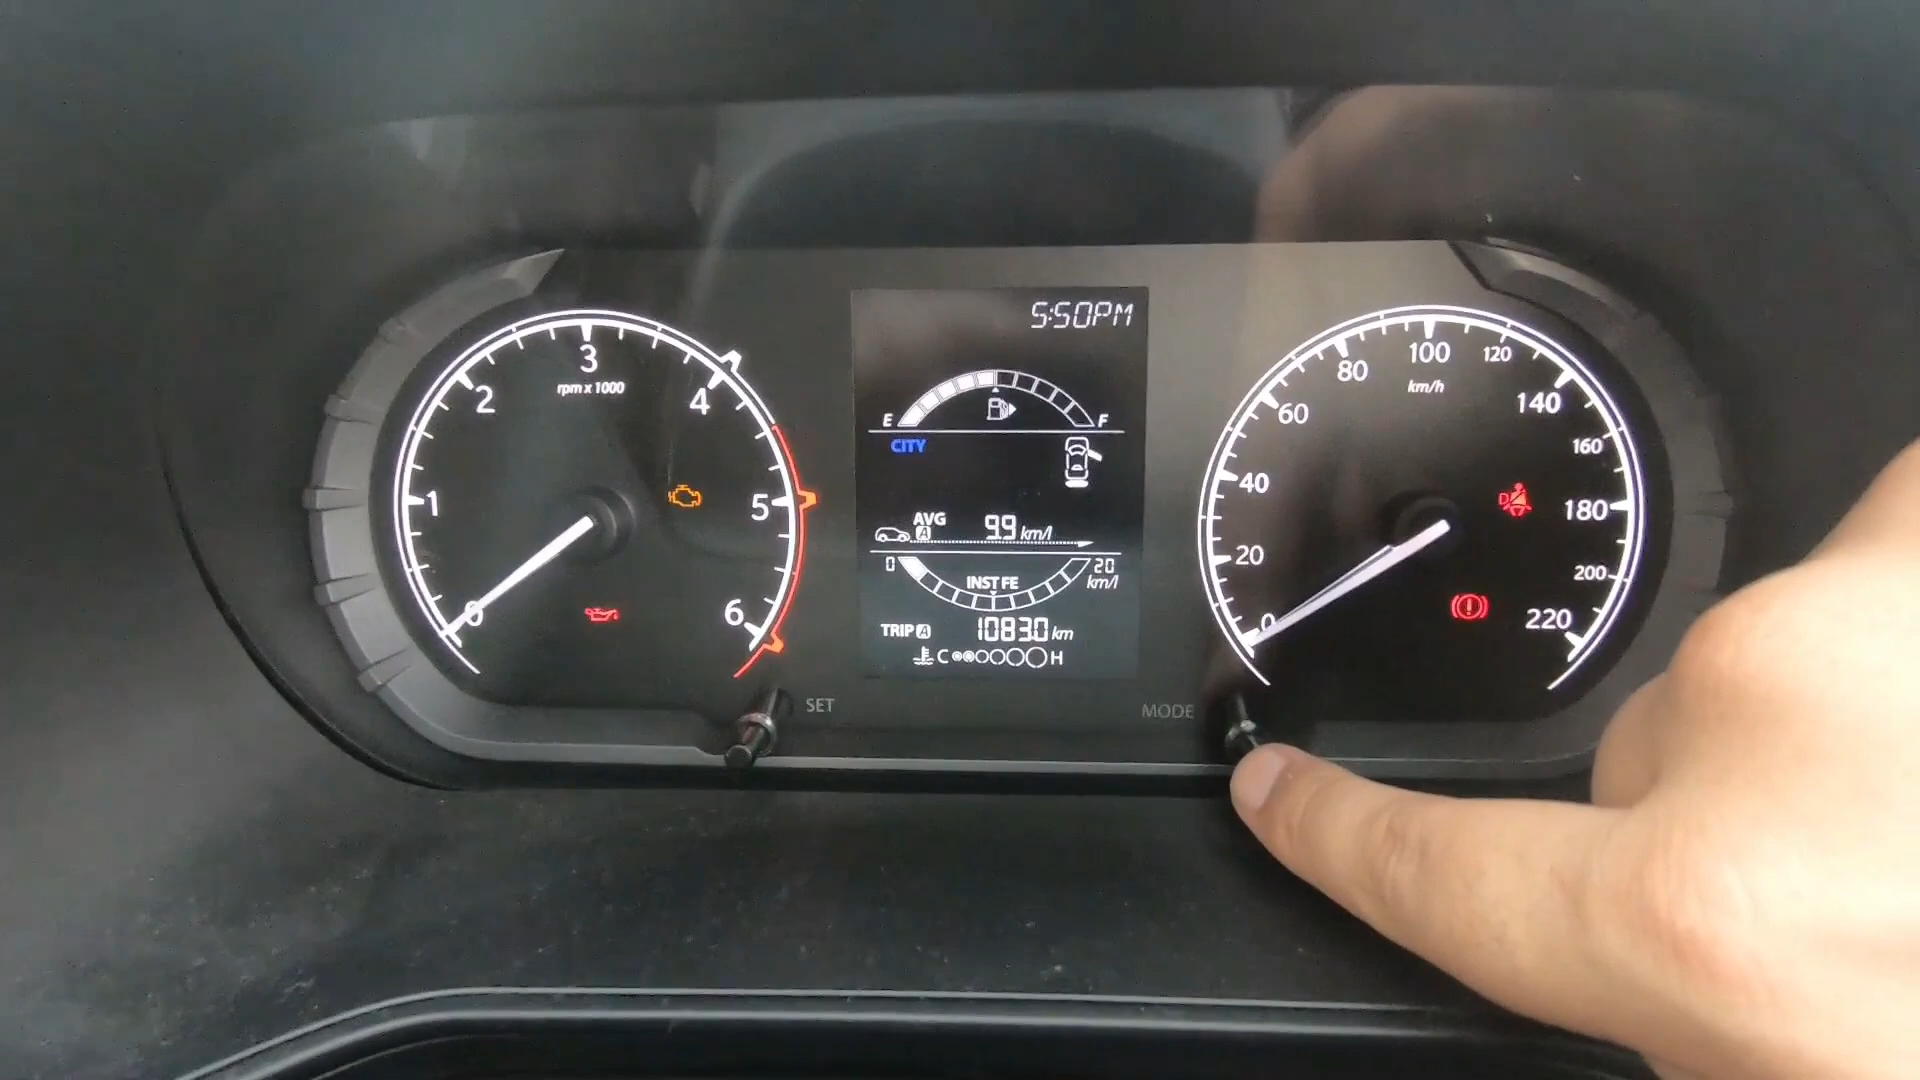 5:50PM
E F
CITY
AVG A 9.9 km/l
0 INST FE 20 km/l
TRIP A 1083.0 km
C H
0 1 2 3 4 5 6
rpm x 1000
0 20 40 60 80 100 120 140 160 180 200 220
km/h
D
SET
MODE